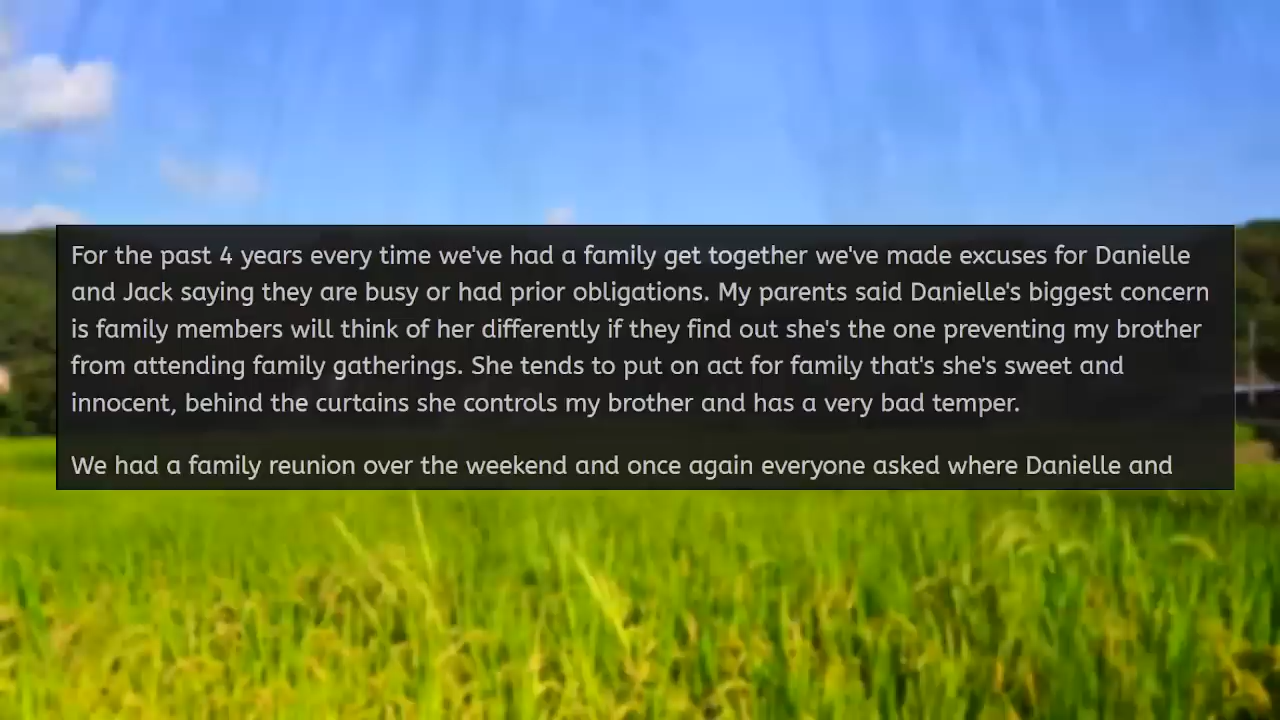 For the past 4 years every time we've had a family get together we've made excuses for Danielle
and Jack saying they are busy or had prior obligations. My parents said Danielle's biggest concern
is family members will think of her differently if they find out she's the one preventing my brother
from attending family gatherings. She tends to put on act for family that's she's sweet and
innocent, behind the curtains she controls my brother and has a very bad temper.
We had a family reunion over the weekend and once again everyone asked where Danielle and